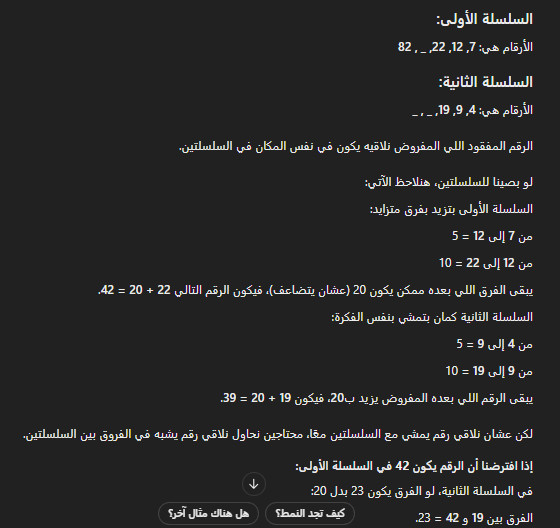 السلسلة الأولى:
الأرقام هي: 7, 12, 22, _ , 82
السلسلة الثانية:
الأرقام هي: 4, 9, 19, _ , _
الرقم المفقود اللي المفروض نلاقيه يكون في نفس المكان في السلسلتين.
لو بصينا للسلسلتين، هنلاحظ الآتي:
السلسلة الأولى بتزيد بفرق متزايد:
من 7 إلى 12 = 5
من 12 إلى 22 = 10
يبقى الفرق اللي بعده ممكن يكون 20 (عشان يتضاعف)، فيكون الرقم التالي 22 + 20 = 42.
السلسلة الثانية كمان بتمشي بنفس الفكرة:
من 4 إلى 9 = 5
من 9 إلى 19 = 10
يبقى الرقم اللي بعده المفروض يزيد ب20، فيكون 19 + 20 = 39.
لكن عشان نلاقي رقم يمشي مع السلسلتين معًا، محتاجين نحاول نلاقي رقم يشبه في الفروق بين السلسلتين.
إذا افترضنا أن الرقم يكون 42 في السلسلة الأولى:
في السلسلة الثانية، لو الفرق يكون 23 بدل 20:
الفرق بين 19 و 42 = 23.
كيف تجد النمط؟
هل هناك مثال آخر؟